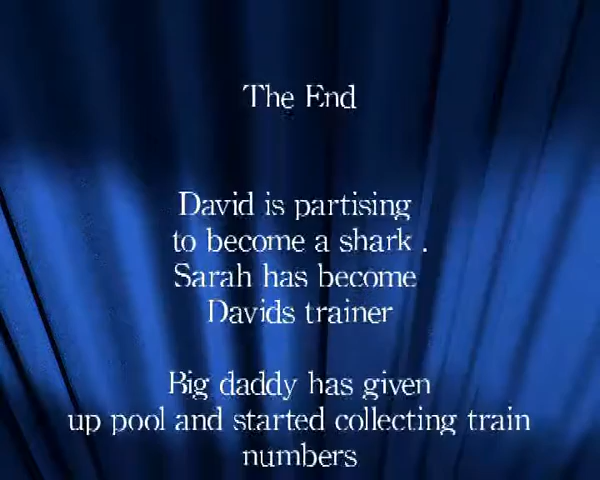 The End
David is partising
to become a shark .
Sarah has become
Davids trainer
Big daddy has given
up pool and started collecting train
numbers